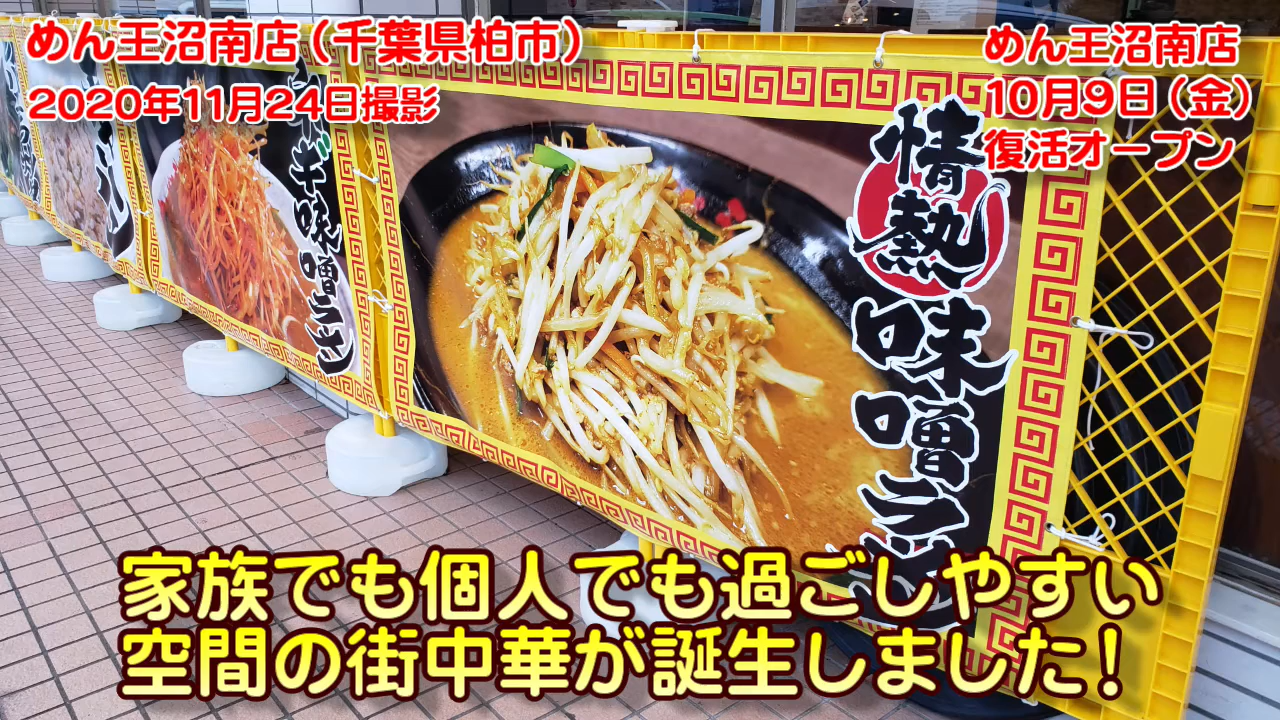 めん王沼南店（千葉県柏市）
2020年11月24日撮影
めん王沼南店
10月9日（金）
復活オープン
ネギ味噌ラーメン
情熱味噌ラーメン
家族でも個人でも過ごしやすい
空間の街中華が誕生しました！